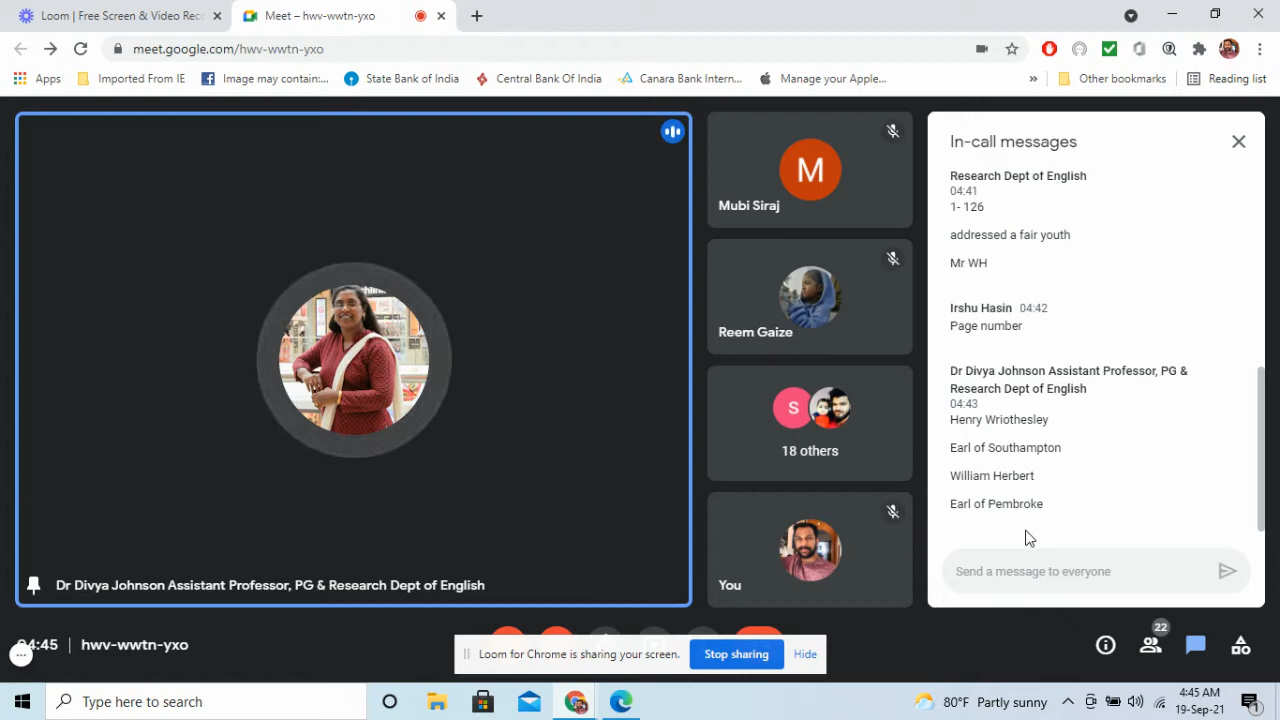 Loom | Free Screen & Video Reco
Meet – hwv-wwtn-yxo
meet.google.com/hwv-wwtn-yxo
Apps
Imported From IE
Image may contain:...
State Bank of India
Central Bank Of India
Canara Bank Intern...
Manage your Apple...
»
Other bookmarks
Reading list
Mubi Siraj
M
Reem Gaize
S
18 others
You
Dr Divya Johnson Assistant Professor, PG & Research Dept of English
In-call messages
Research Dept of English
04:41
1- 126
addressed a fair youth
Mr WH
Irshu Hasin 04:42
Page number
Dr Divya Johnson Assistant Professor, PG &
Research Dept of English
04:43
Henry Wriothesley
Earl of Southampton
William Herbert
Earl of Pembroke
Send a message to everyone
04:45 | hwv-wwtn-yxo
22
Loom for Chrome is sharing your screen.
Stop sharing
Hide
Type here to search
80°F Partly sunny
4:45 AM
19-Sep-21
1